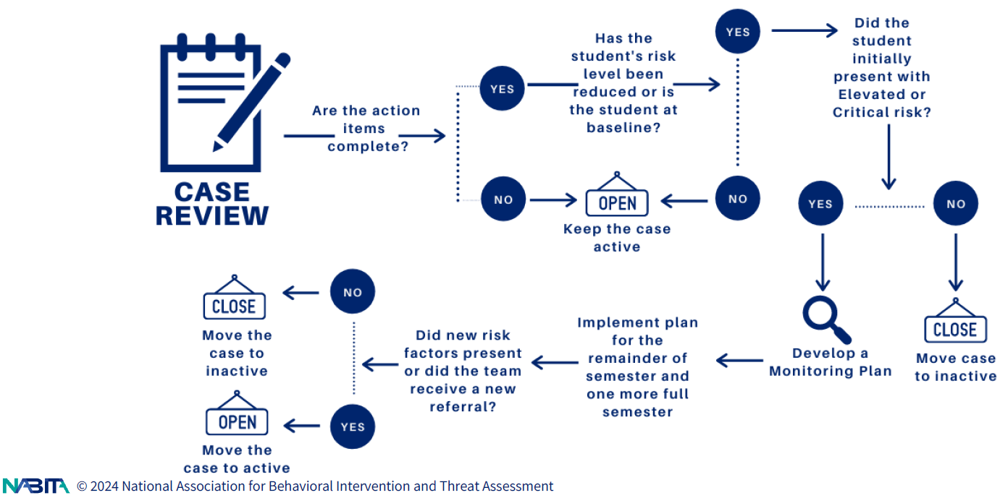 CASE
REVIEW
Are the action
items
complete?
YES
NO
Has the
student's risk
level been
reduced or is
the student at
baseline?
OPEN
Keep the case
active
YES
NO
Did the
student
initially
present with
Elevated or
Critical risk?
YES
NO
CLOSE
Move case
to inactive
Develop a
Monitoring Plan
Implement plan
for the
remainder of
semester and
one more full
semester
Did new risk
factors present
or did the team
receive a new
referral?
NO
CLOSE
Move the
case to
inactive
YES
OPEN
Move the
case to active
NABITA © 2024 National Association for Behavioral Intervention and Threat Assessment